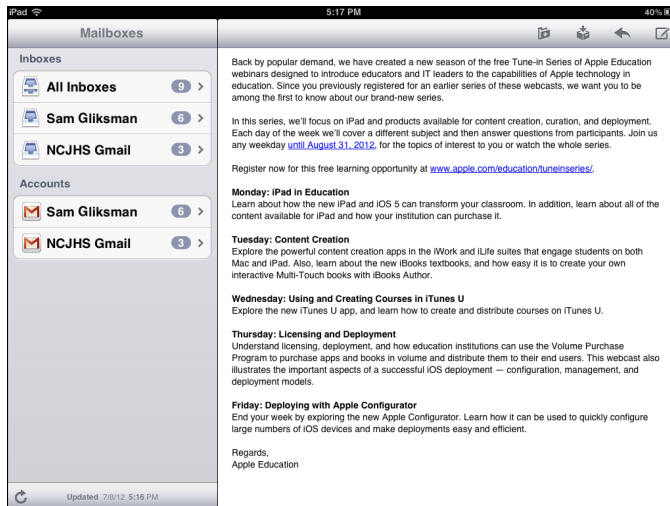 iPad
5:17 PM
40%
Mailboxes
Inboxes
All Inboxes 9
Sam Gliksman 6
NCJHS Gmail 3
Accounts
Sam Gliksman 6
NCJHS Gmail 3
Updated 7/8/12 5:16 PM
Back by popular demand, we have created a new season of the free Tune-in Series of Apple Education
webinars designed to introduce educators and IT leaders to the capabilities of Apple technology in
education. Since you previously registered for an earlier series of these webcasts, we want you to be
among the first to know about our brand-new series.
In this series, we'll focus on iPad and products available for content creation, curation, and deployment.
Each day of the week we'll cover a different subject and then answer questions from participants. Join us
any weekday until August 31, 2012, for the topics of interest to you or watch the whole series.
Register now for this free learning opportunity at www.apple.com/education/tuneinseries/.
Monday: iPad in Education
Learn about how the new iPad and iOS 5 can transform your classroom. In addition, learn about all of the
content available for iPad and how your institution can purchase it.
Tuesday: Content Creation
Explore the powerful content creation apps in the iWork and iLife suites that engage students on both
Mac and iPad. Also, learn about the new iBooks textbooks, and how easy it is to create your own
interactive Multi-Touch books with iBooks Author.
Wednesday: Using and Creating Courses in iTunes U
Explore the new iTunes U app, and learn how to create and distribute courses on iTunes U.
Thursday: Licensing and Deployment
Understand licensing, deployment, and how education institutions can use the Volume Purchase
Program to purchase apps and books in volume and distribute them to their end users. This webcast also
illustrates the important aspects of a successful iOS deployment — configuration, management, and
deployment models.
Friday: Deploying with Apple Configurator
End your week by exploring the new Apple Configurator. Learn how it can be used to quickly configure
large numbers of iOS devices and make deployments easy and efficient.
Regards,
Apple Education